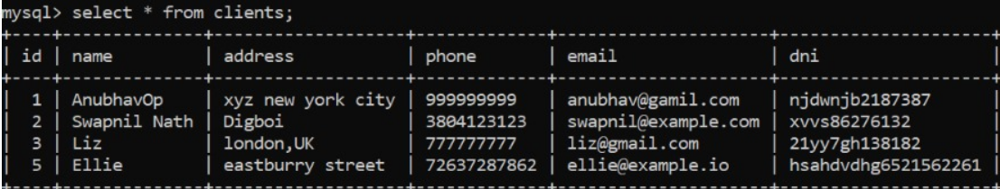 mysql> select * from clients;
| id | name | address | phone | email | dni |
| 1 | AnubhavOp | xyz new york city | 999999999 | anubhav@gamil.com | njdwnjb2187387
| 2 | Swapnil Nath | Digboi | 3804123123 | swapnil@example.com | xvvs86276132
| 3 | Liz | london,UK | 777777777 | liz@gmail.com | 21yy7gh138182
| 5 | Ellie | eastburry street | 72637287862 | ellie@example.io | hsahdvdhg6521562261 |